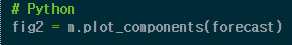 # Python
fig2 = m.plot_components(forecast)